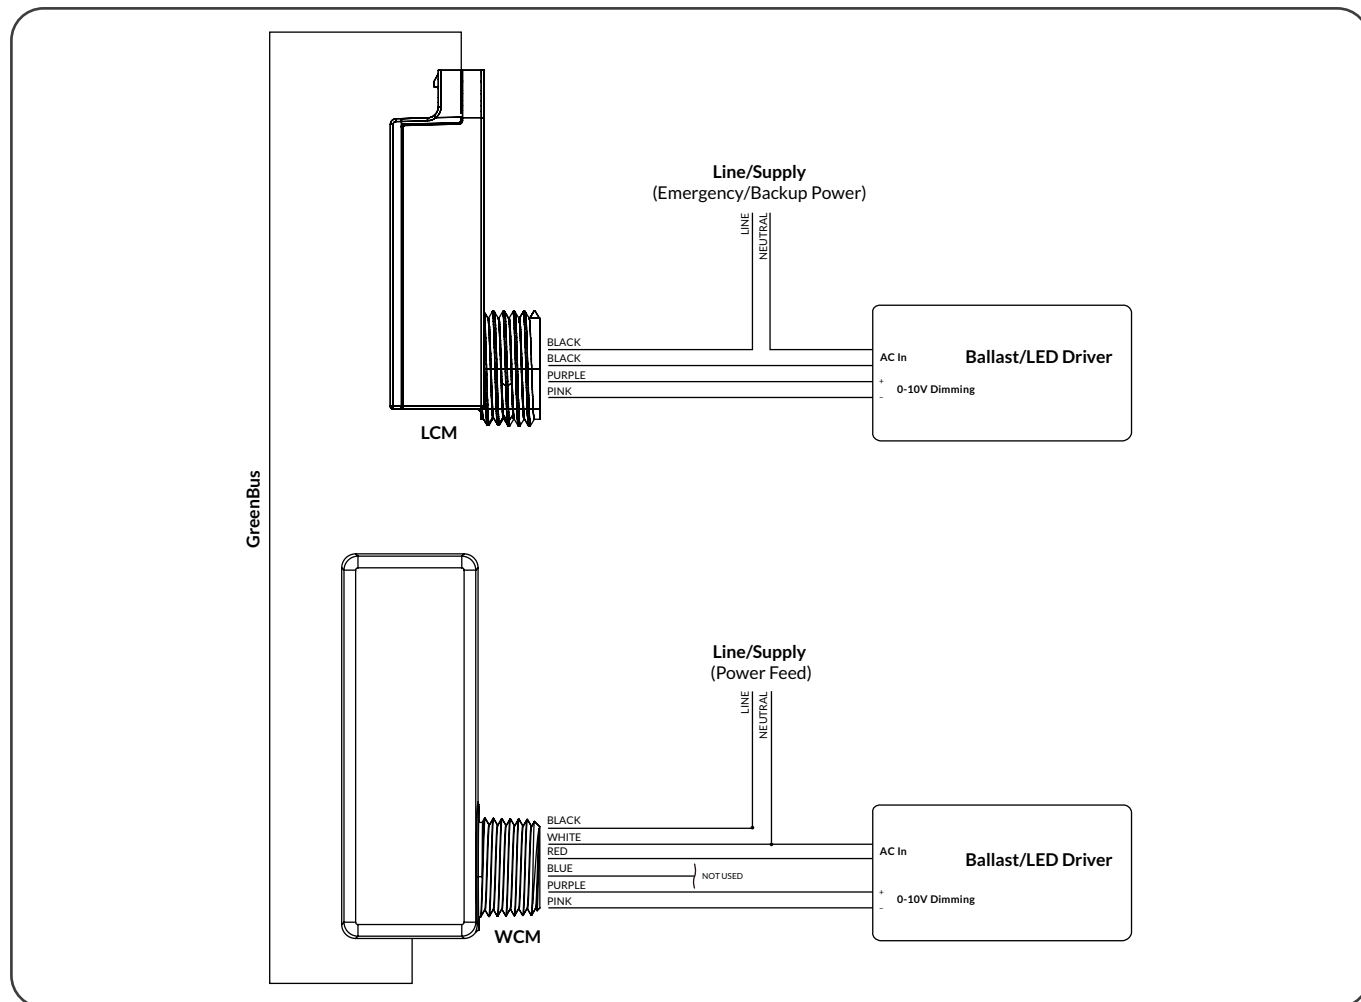 Line/Supply
(Emergency/Backup Power)
LINE
NEUTRAL
BLACK
BLACK
PURPLE
PINK
AC In
Ballast/LED Driver
+
0-10V Dimming
–
LCM
GreenBus
Line/Supply
(Power Feed)
LINE
NEUTRAL
BLACK
WHITE
RED
BLUE
NOT USED
PURPLE
PINK
AC In
Ballast/LED Driver
+
0-10V Dimming
–
WCM